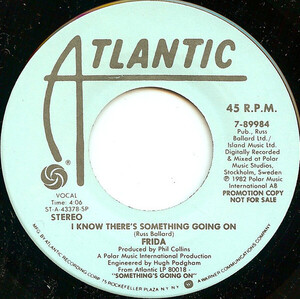 ATLANTIC
45 R.P.M.
7-89984
Pub., Russ
Ballard Ltd./
Island Music Ltd.
Digitally Recorded
& Mixed at Polar
Music Studios,
Stockholm, Sweden
℗ 1982 Polar Music
International AB
PROMOTION COPY
NOT FOR SALE
VOCAL
Time: 4:06
ST-A-43378-SP
STEREO
I KNOW THERE'S SOMETHING GOING ON
(Russ Ballard)
FRIDA
Produced by Phil Collins
A Polar Music International Production
Engineered by Hugh Padgham
From Atlantic LP 80018 -
"SOMETHING'S GOING ON"
MFG. BY ATLANTIC RECORDING CORP., 75 ROCKEFELLER PLAZA, N.Y., N.Y. A WARNER COMMUNICATIONS COMPANY